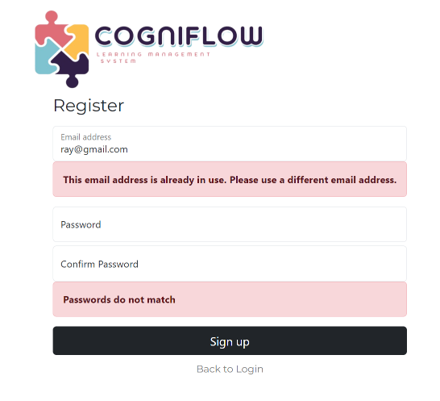 COGNIFLOW
LEARNING MANAGEMENT
SYSTEM
Register
Email address
ray@gmail.com
This email address is already in use. Please use a different email address.
Password
Confirm Password
Passwords do not match
Sign up
Back to Login